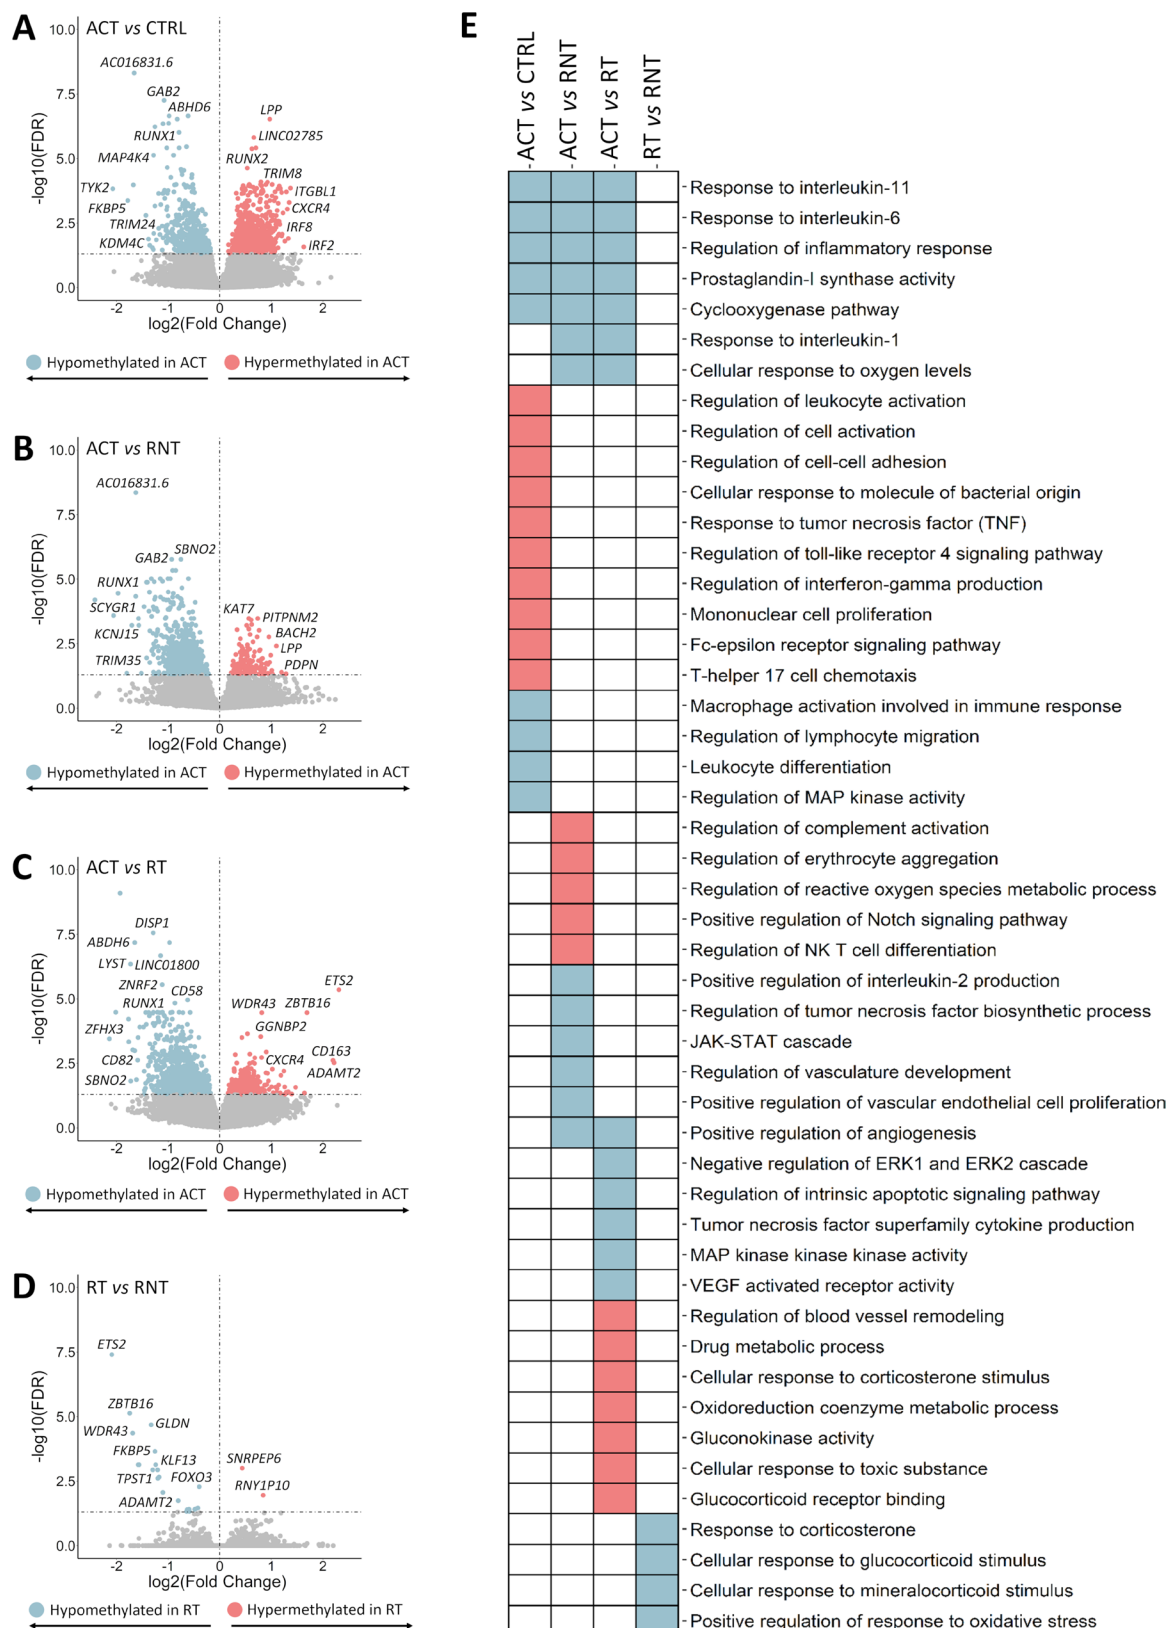 A
ACT vs CTRL
10.0
7.5
5.0
2.5
0.0
-log10(FDR)
AC016831.6
GAB2
ABHD6
LPP
RUNX1
LINC02785
MAP4K4
RUNX2
TRIM8
TYK2
ITGBL1
FKBP5
CXCR4
TRIM24
IRF8
KDM4C
IRF2
-2 -1 0 1 2
log2(Fold Change)
Hypomethylated in ACT Hypermethylated in ACT
B
ACT vs RNT
10.0
7.5
5.0
2.5
0.0
-log10(FDR)
AC016831.6
GAB2 SBNO2
RUNX1
SCYGR1
KAT7
PITPNM2
KCNJ15
BACH2
LPP
TRIM35
PDPN
-2 -1 0 1 2
log2(Fold Change)
Hypomethylated in ACT Hypermethylated in ACT
C
ACT vs RT
10.0
7.5
5.0
2.5
0.0
-log10(FDR)
DISP1
ABDH6
LYST LINC01800
ZNRF2
CD58
ETS2
RUNX1
WDR43 ZBTB16
ZFHX3
GGNBP2
CD82
CXCR4
CD163
SBNO2
ADAMT2
-2 -1 0 1 2
log2(Fold Change)
Hypomethylated in ACT Hypermethylated in ACT
D
RT vs RNT
10.0
7.5
5.0
2.5
0.0
-log10(FDR)
ETS2
ZBTB16
GLDN
WDR43
FKBP5
KLF13
SNRPEP6
TPST1
FOXO3
RNY1P10
ADAMT2
-2 -1 0 1 2
log2(Fold Change)
Hypomethylated in RT Hypermethylated in RT
E
ACT vs CTRL
ACT vs RNT
ACT vs RT
RT vs RNT
Response to interleukin-11
Response to interleukin-6
Regulation of inflammatory response
Prostaglandin-I synthase activity
Cyclooxygenase pathway
Response to interleukin-1
Cellular response to oxygen levels
Regulation of leukocyte activation
Regulation of cell activation
Regulation of cell-cell adhesion
Cellular response to molecule of bacterial origin
Response to tumor necrosis factor (TNF)
Regulation of toll-like receptor 4 signaling pathway
Regulation of interferon-gamma production
Mononuclear cell proliferation
Fc-epsilon receptor signaling pathway
T-helper 17 cell chemotaxis
Macrophage activation involved in immune response
Regulation of lymphocyte migration
Leukocyte differentiation
Regulation of MAP kinase activity
Regulation of complement activation
Regulation of erythrocyte aggregation
Regulation of reactive oxygen species metabolic process
Positive regulation of Notch signaling pathway
Regulation of NK T cell differentiation
Positive regulation of interleukin-2 production
Regulation of tumor necrosis factor biosynthetic process
JAK-STAT cascade
Regulation of vasculature development
Positive regulation of vascular endothelial cell proliferation
Positive regulation of angiogenesis
Negative regulation of ERK1 and ERK2 cascade
Regulation of intrinsic apoptotic signaling pathway
Tumor necrosis factor superfamily cytokine production
MAP kinase kinase kinase activity
VEGF activated receptor activity
Regulation of blood vessel remodeling
Drug metabolic process
Cellular response to corticosterone stimulus
Oxidoreduction coenzyme metabolic process
Gluconokinase activity
Cellular response to toxic substance
Glucocorticoid receptor binding
Response to corticosterone
Cellular response to glucocorticoid stimulus
Cellular response to mineralocorticoid stimulus
Positive regulation of response to oxidative stress